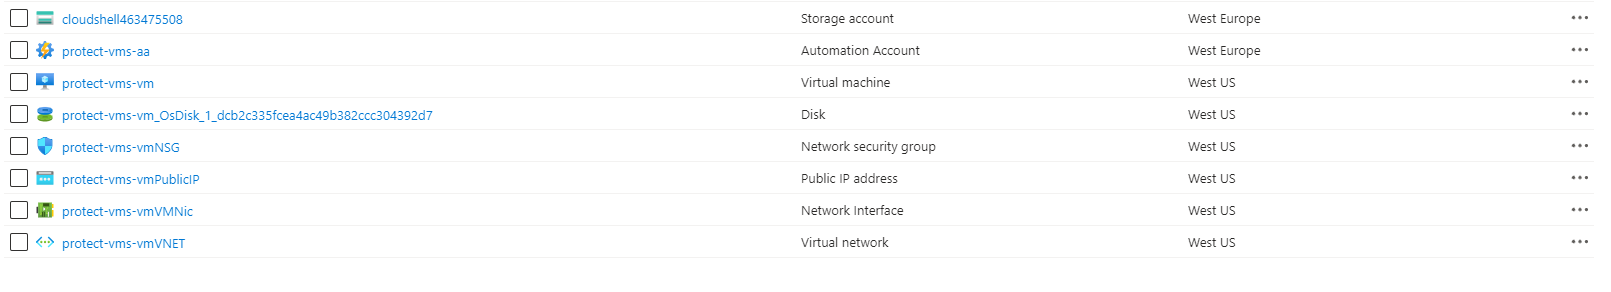 cloudshell463475508 Storage account West Europe
protect-vms-aa Automation Account West Europe
protect-vms-vm Virtual machine West US
protect-vms-vm_OsDisk_1_dcb2c335fcea4ac49b382ccc304392d7 Disk West US
protect-vms-vmNSG Network security group West US
protect-vms-vmPublicIP Public IP address West US
protect-vms-vmVMNic Network Interface West US
protect-vms-vmVNET Virtual network West US